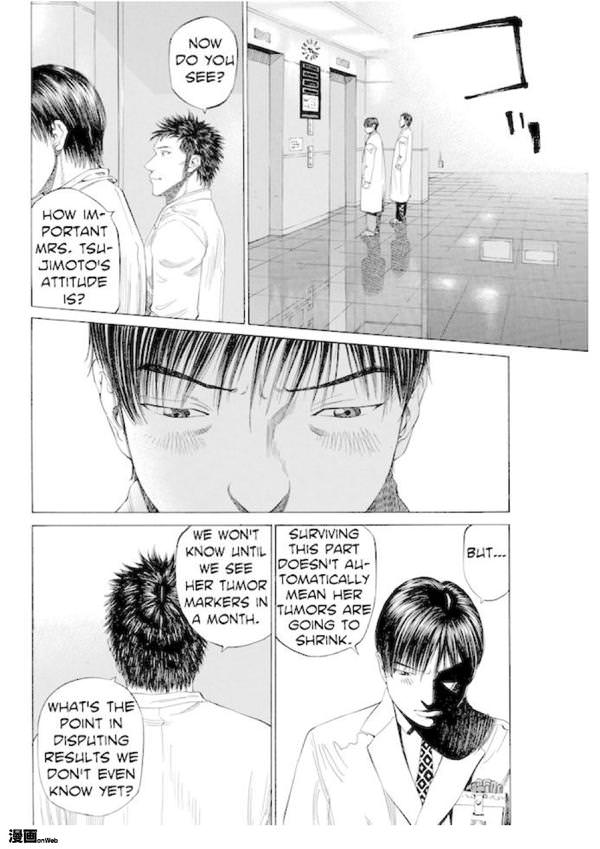 NOW
DO YOU
SEE?
HOW IM-
PORTANT
MRS. TSU-
JIMOTO'S
ATTITUDE
IS?
BUT...
SURVIVING
THIS PART
DOESN'T AU-
TOMATICALLY
MEAN HER
TUMORS ARE
GOING TO
SHRINK.
WE WON'T
KNOW UNTIL
WE SEE
HER TUMOR
MARKERS IN
A MONTH.
WHAT'S THE
POINT IN
DISPUTING
RESULTS WE
DON'T EVEN
KNOW YET?
漫画onWeb